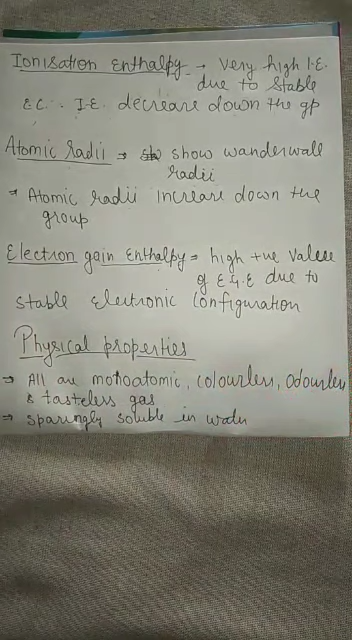 Ionisation Enthalpy → Very high I.E.
due to stable
E.C. I.E. decrease down the gp
Atomic radii → show wanderwall
radii
→ Atomic radii increase down the
group
Electron gain Enthalpy = high +ve value
of E.G.E due to
stable Electronic Configuration
Physical properties
→ All are monoatomic, colourless, odourless
& tasteless gas
→ sparingly soluble in water